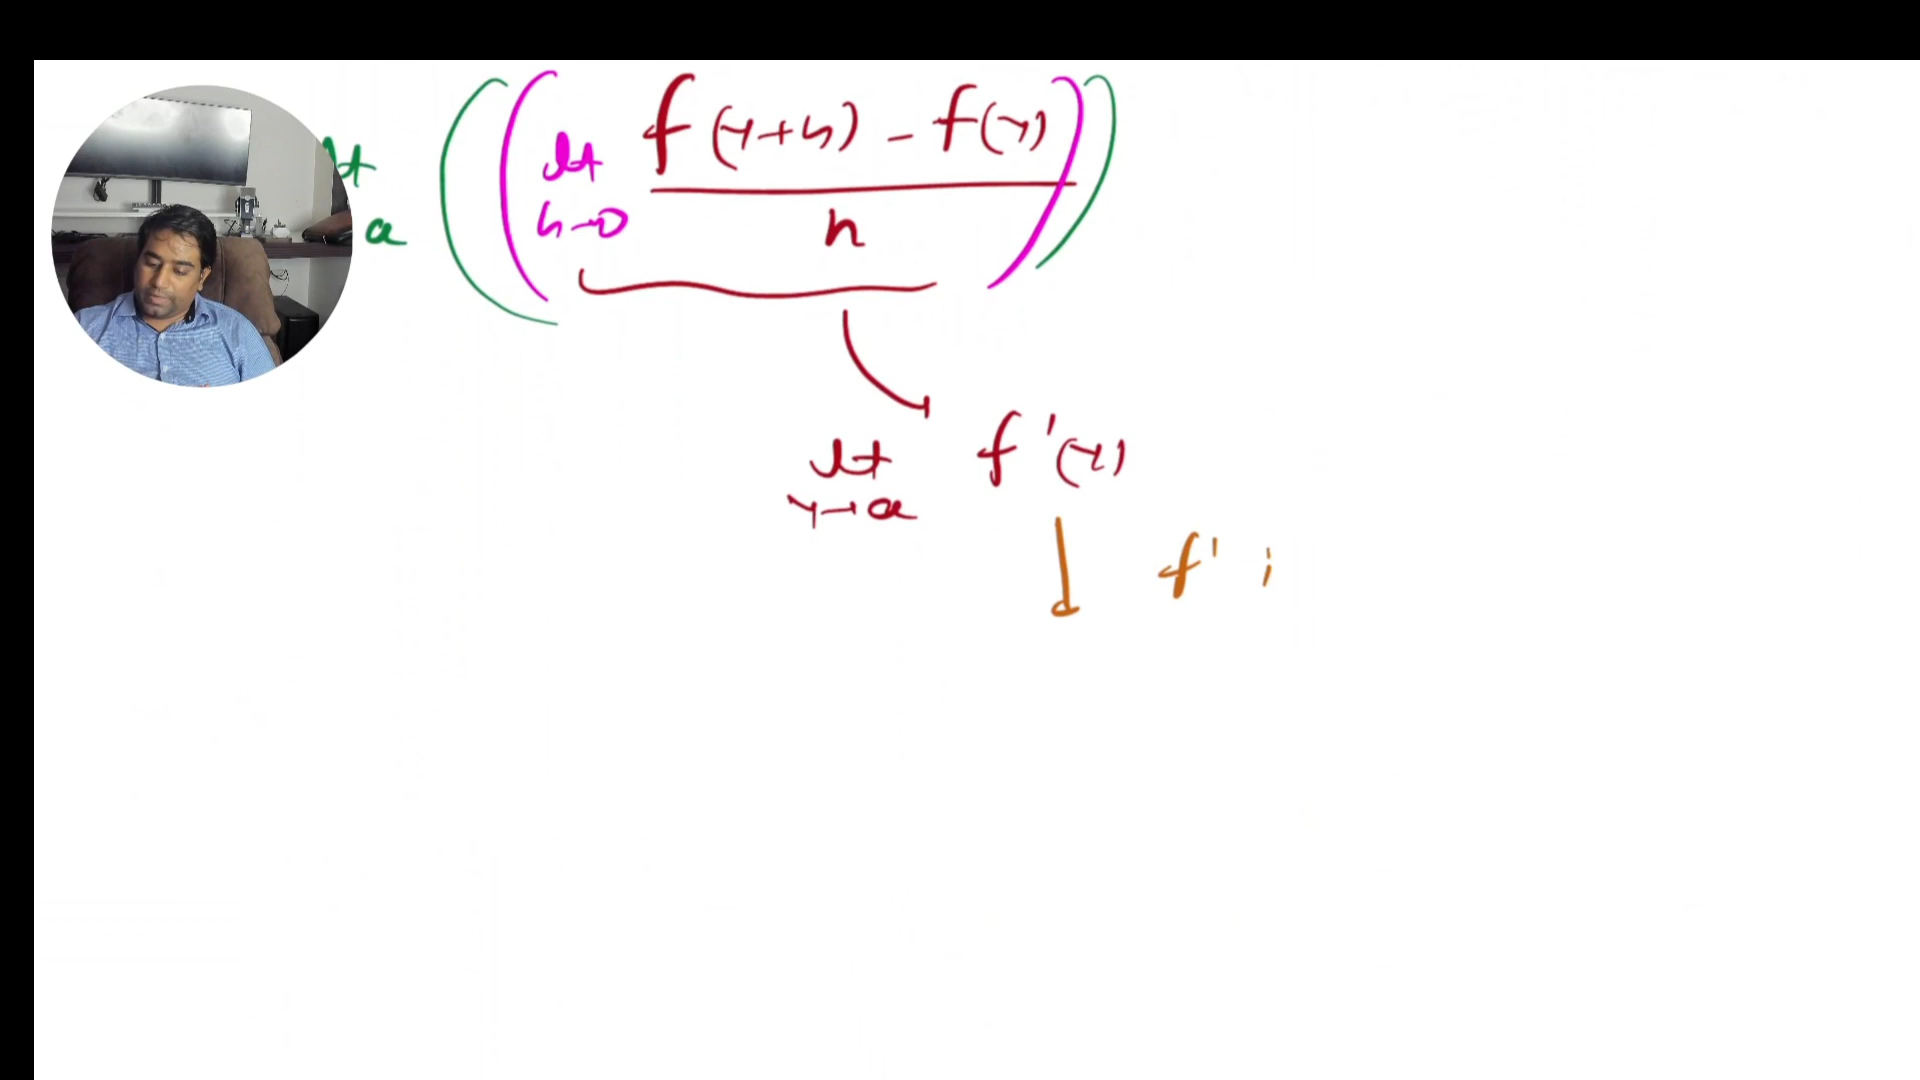 lt ( ( lt f(y+h) - f(y) ) )
a h→0 h
lt f'(y)
y→a
f' i